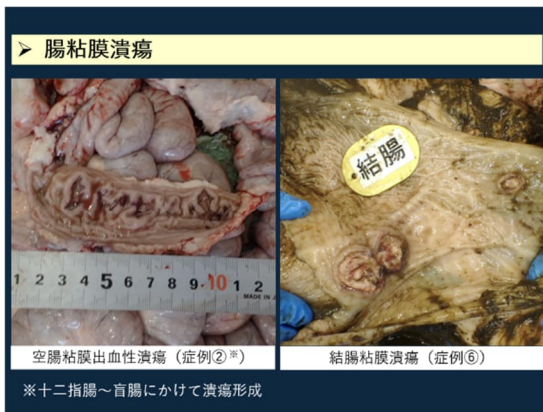 ➤ 腸粘膜潰瘍
結腸
1 2 3 4 5 6 7 8 9 10 1 2
MADE IN J
空腸粘膜出血性潰瘍（症例②※）
結腸粘膜潰瘍（症例⑥）
※十二指腸～盲腸にかけて潰瘍形成